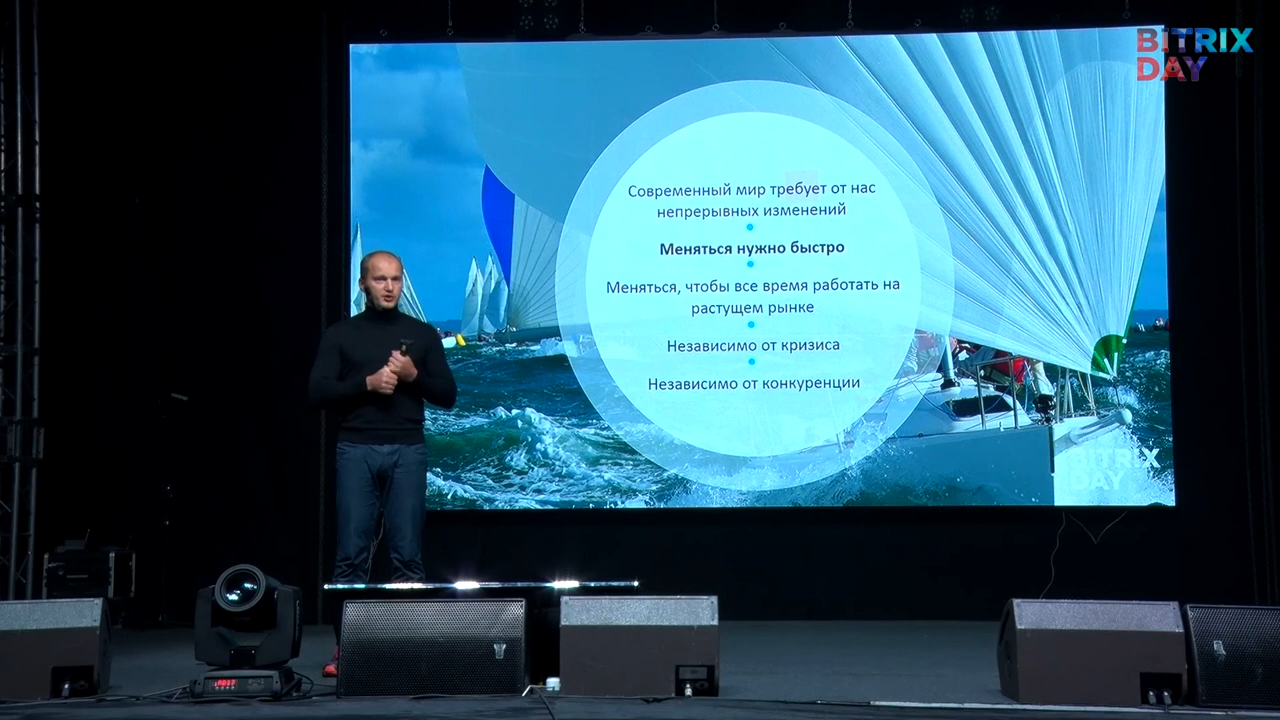 BITRIX
DAY
Современный мир требует от нас
непрерывных изменений
Меняться нужно быстро
Меняться, чтобы все время работать на
растущем рынке
Независимо от кризиса
Независимо от конкуренции
BITRIX
DAY